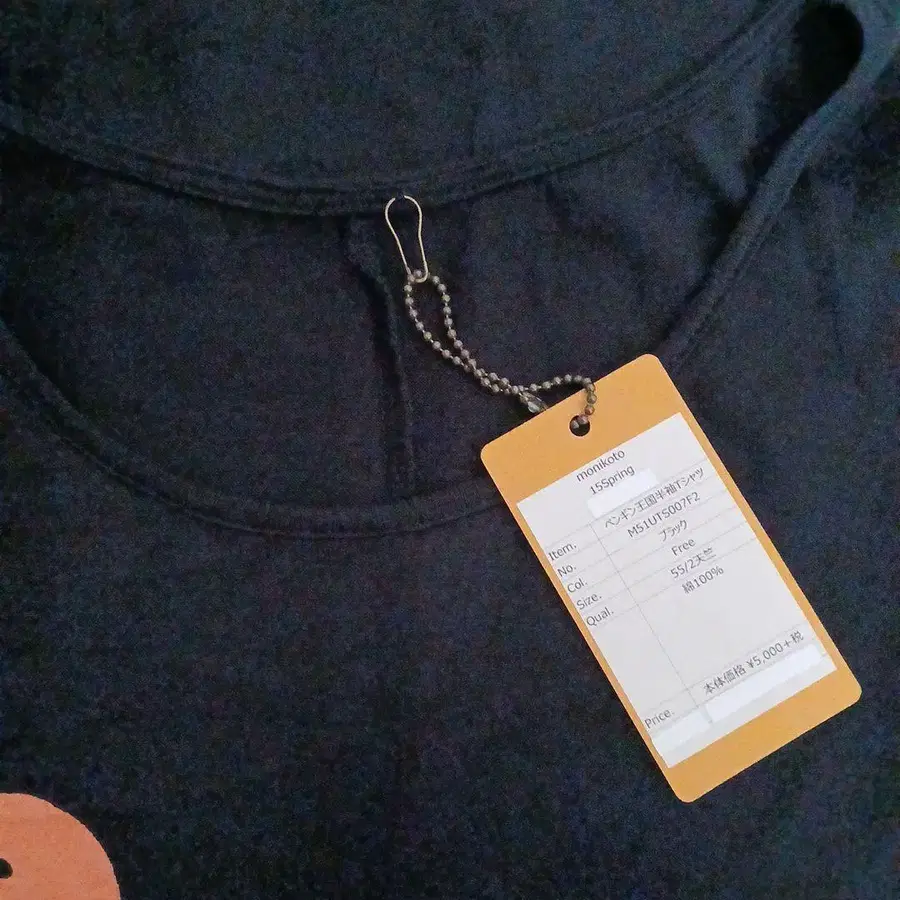 monikoto
15Spring
Item. ペンギン王国半袖Tシャツ
No. M51UTS007F2
Col. ブラック
Size. Free
Qual. 55/2天竺
綿100%
Price. 本体価格 ¥5,000+税